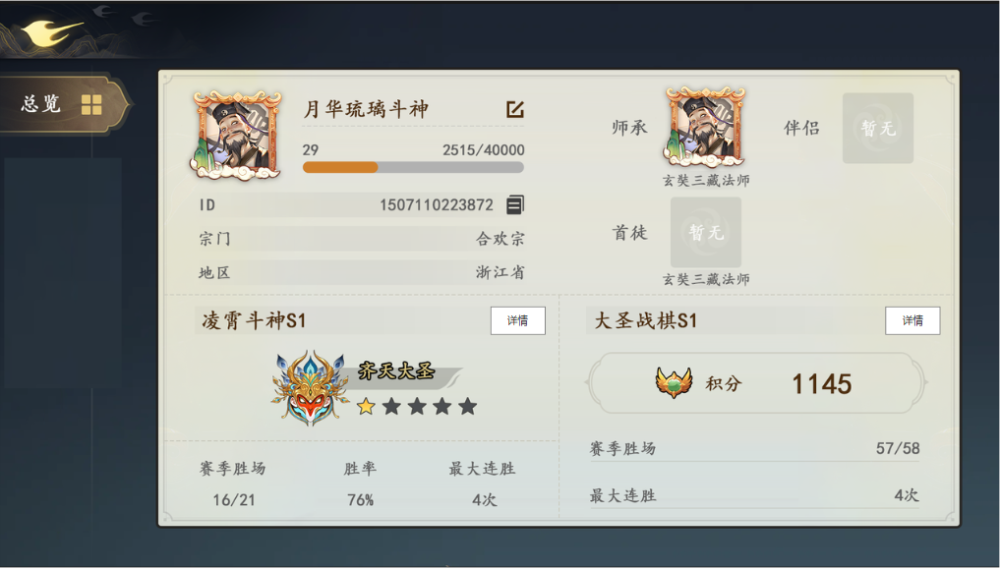 总览
月华琉璃斗神
29 2515/40000
ID 1507110223872
宗门 合欢宗
地区 浙江省
师承
玄奘三藏法师
伴侣 暂无
首徒 暂无
玄奘三藏法师
凌霄斗神S1 详情
齐天大圣
赛季胜场 胜率 最大连胜
16/21 76% 4次
大圣战棋S1 详情
积分 1145
赛季胜场 57/58
最大连胜 4次